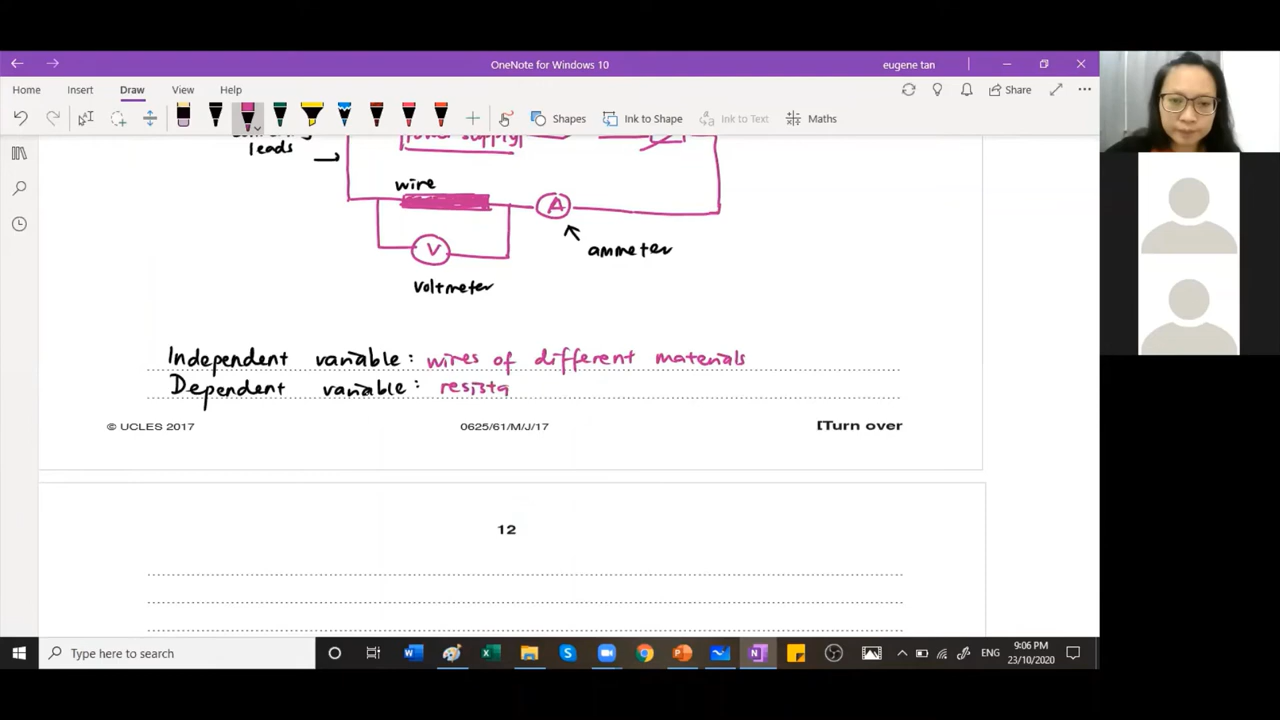 OneNote for Windows 10
eugene tan
Home Insert Draw View Help
Share
Shapes Ink to Shape Ink to Text Maths
power supply
leads
wire
A
V
ammeter
voltmeter
Independent variable: wires of different materials
Dependent variable: resista
© UCLES 2017 0625/61/M/J/17 [Turn over
12
Type here to search
ENG
9:06 PM
23/10/2020